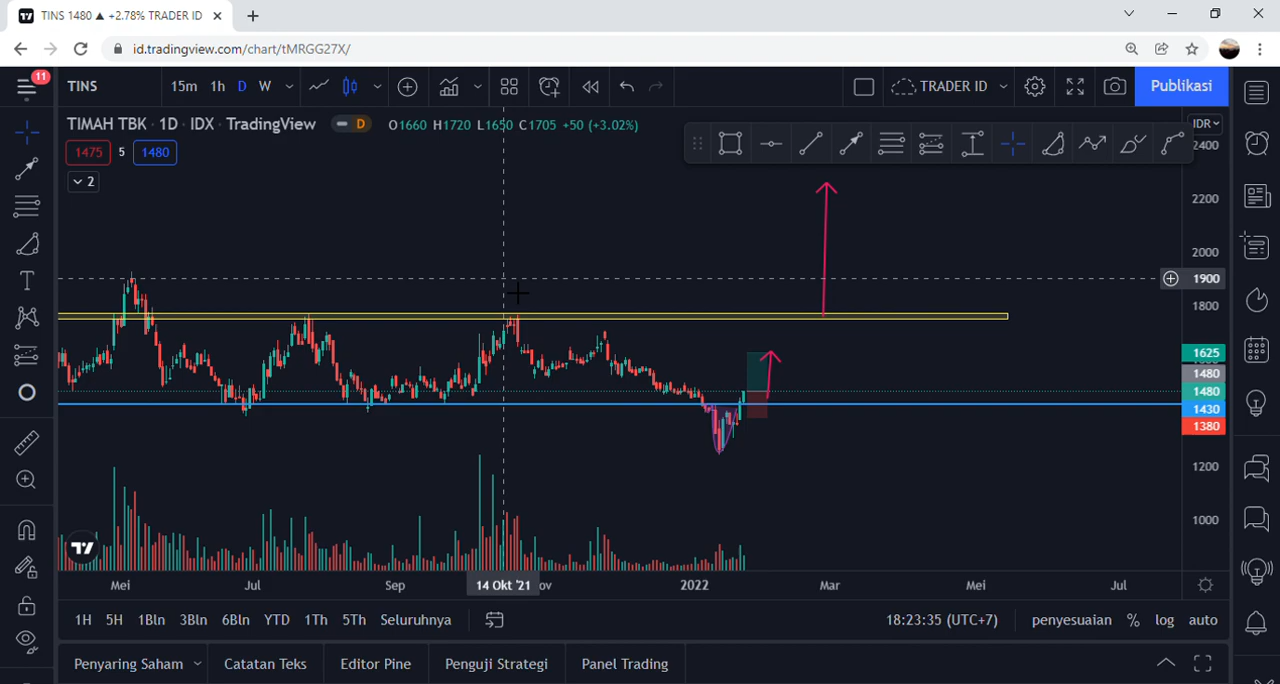 TINS 1480 ▲ +2.78% TRADER ID
id.tradingview.com/chart/tMRGG27X/
11
TINS
15m 1h D W
TRADER ID
Publikasi
TIMAH TBK · 1D · IDX · TradingView
D
O1660 H1720 L1650 C1705 +50 (+3.02%)
IDR
1475 5 1480
2
2400
2200
2000
1900
1800
1625
1480
1480
1430
1380
1200
1000
Mei Jul Sep 14 Okt '21 ov 2022 Mar Mei Jul
1H 5H 1Bln 3Bln 6Bln YTD 1Th 5Th Seluruhnya
18:23:35 (UTC+7) penyesuaian % log auto
Penyaring Saham Catatan Teks Editor Pine Penguji Strategi Panel Trading